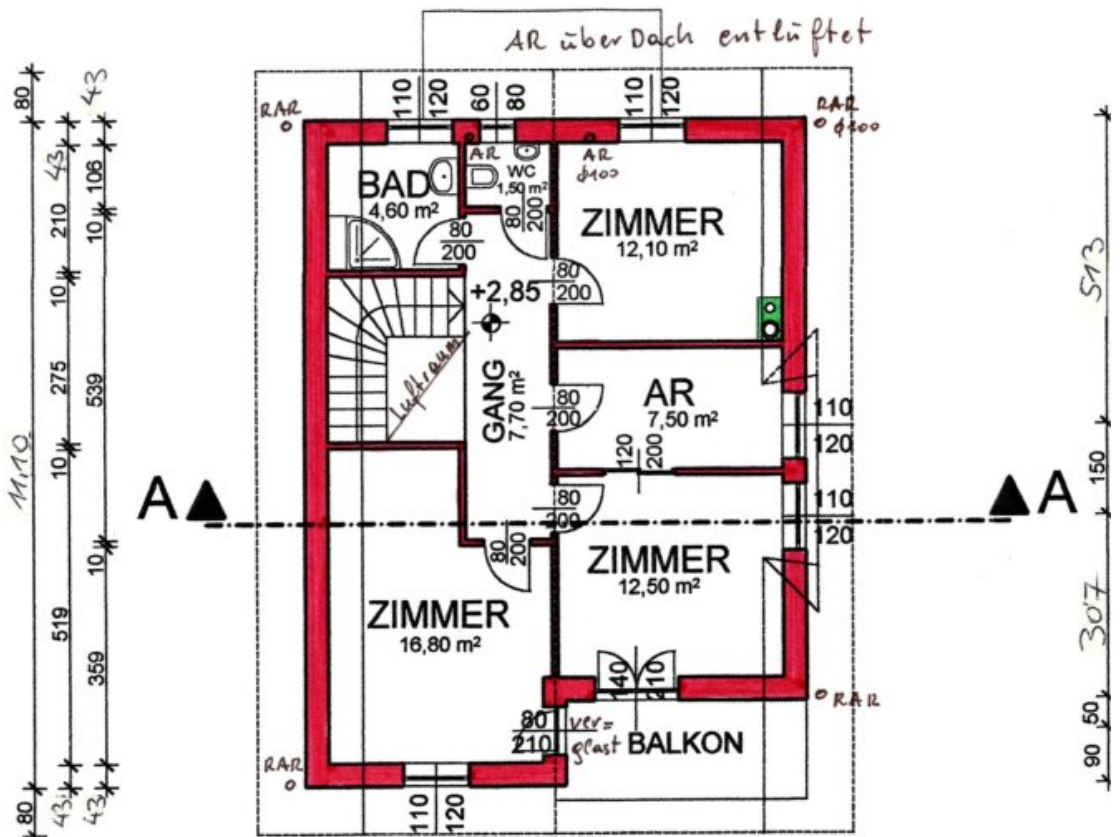 AR über Dach entlüftet
110
120
60
80
110
120
RAR
RAR
ø100
AR
AR
ø100
BAD
4,60 m²
WC
1,50 m²
80
200
80
200
ZIMMER
12,10 m²
80
200
+2,85
Luftraum
GANG
7,70 m²
80
200
AR
7,50 m²
120
200
110
120
110
120
A
A
80
200
80
200
ZIMMER
12,50 m²
ZIMMER
16,80 m²
140
210
80
210
ver=
glast
BALKON
RAR
RAR
110
120
80
11,10
80
43
210
10
275
10
519
43
43
106
10
539
10
359
43
513
150
307
50
90